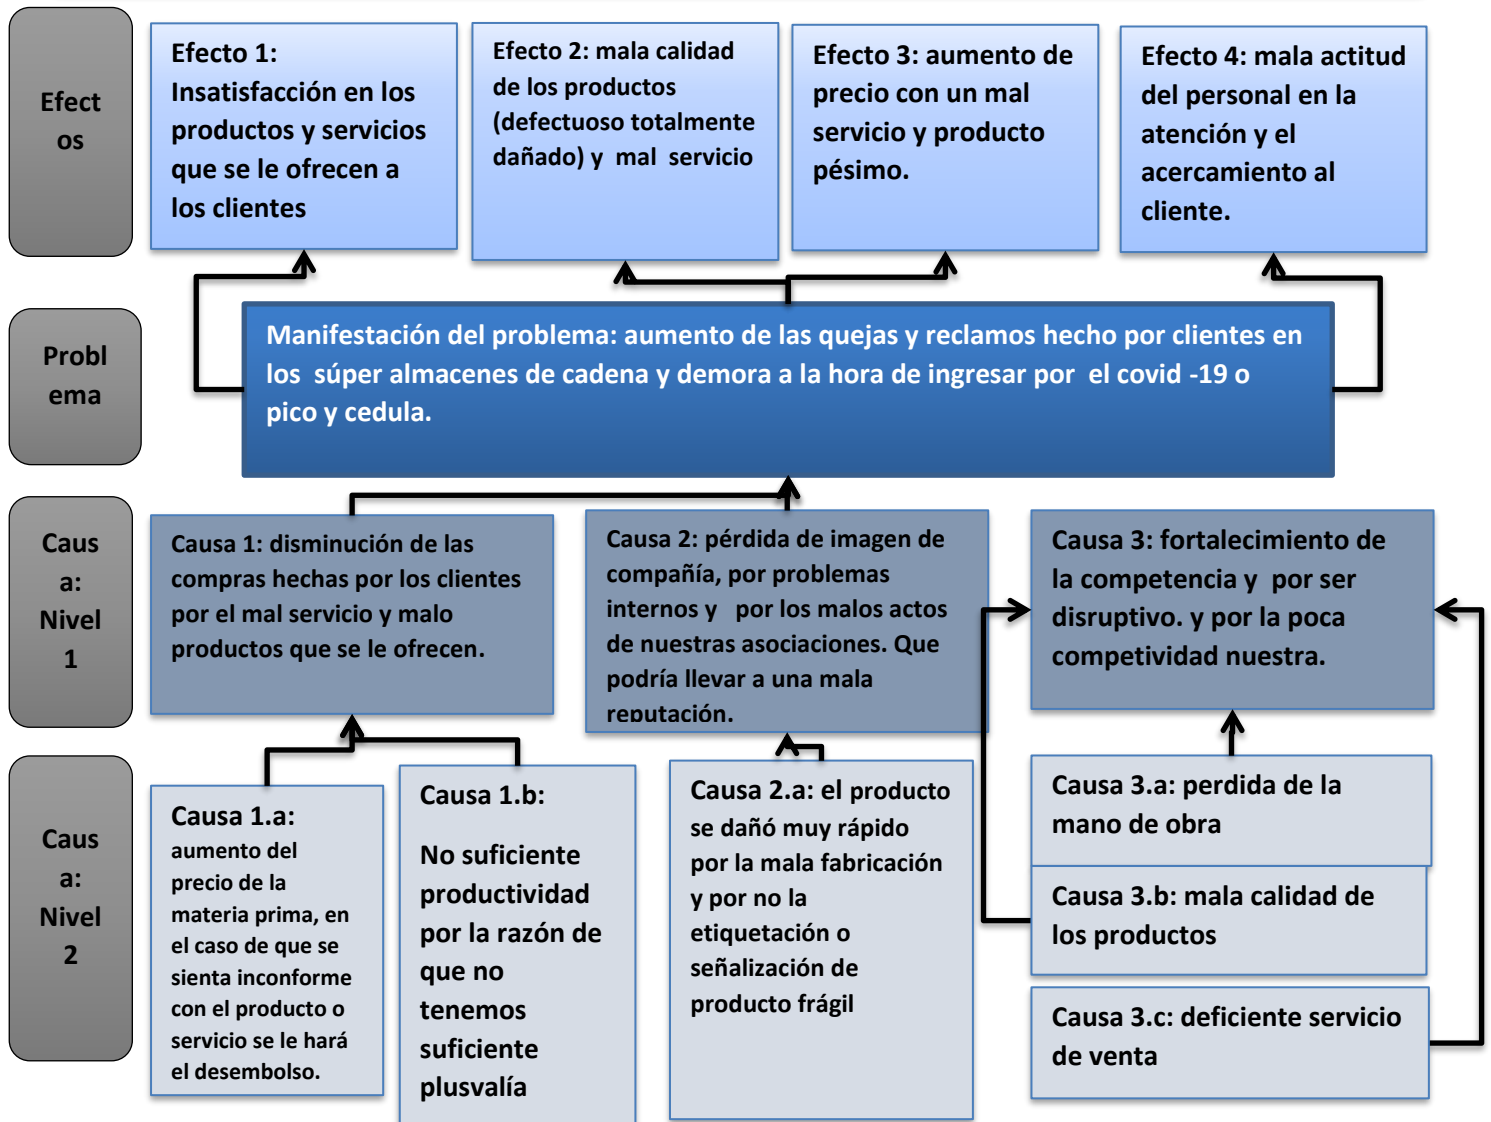 Efect
os
Efecto 1:
Insatisfacción en los
productos y servicios
que se le ofrecen a
los clientes
Efecto 2: mala calidad
de los productos
(defectuoso totalmente
dañado) y mal servicio
Efecto 3: aumento de
precio con un mal
servicio y producto
pésimo.
Efecto 4: mala actitud
del personal en la
atención y el
acercamiento al
cliente.
Probl
ema
Manifestación del problema: aumento de las quejas y reclamos hecho por clientes en
los súper almacenes de cadena y demora a la hora de ingresar por el covid -19 o
pico y cedula.
Caus
a:
Nivel
1
Causa 1: disminución de las
compras hechas por los clientes
por el mal servicio y malo
productos que se le ofrecen.
Causa 2: pérdida de imagen de
compañía, por problemas
internos y por los malos actos
de nuestras asociaciones. Que
podría llevar a una mala
reputación.
Causa 3: fortalecimiento de
la competencia y por ser
disruptivo. y por la poca
competividad nuestra.
Caus
a:
Nivel
2
Causa 1.a:
aumento del
precio de la
materia prima, en
el caso de que se
sienta inconforme
con el producto o
servicio se le hará
el desembolso.
Causa 1.b:
No suficiente
productividad
por la razón de
que no
tenemos
suficiente
plusvalía
Causa 2.a: el producto
se dañó muy rápido
por la mala fabricación
y por no la
etiquetación o
señalización de
producto frágil
Causa 3.a: perdida de la
mano de obra
Causa 3.b: mala calidad de
los productos
Causa 3.c: deficiente servicio
de venta